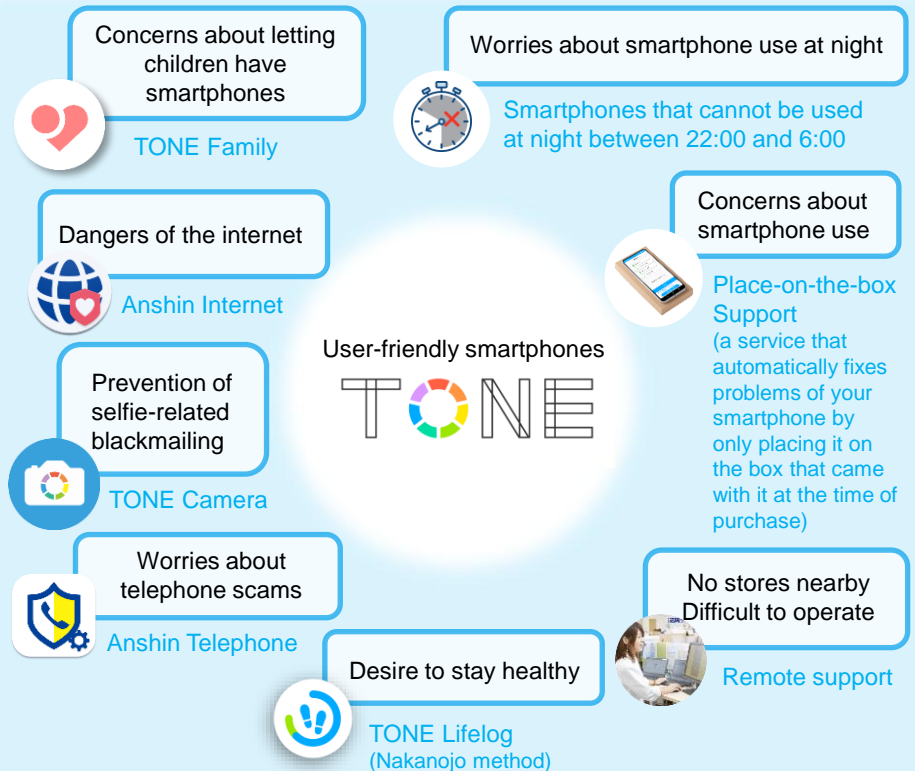 Concerns about letting
children have
smartphones
TONE Family
Worries about smartphone use at night
Smartphones that cannot be used
at night between 22:00 and 6:00
Dangers of the internet
Anshin Internet
Concerns about
smartphone use
Place-on-the-box
Support
(a service that
automatically fixes
problems of your
smartphone by
only placing it on
the box that came
with it at the time of
purchase)
User-friendly smartphones
TONE
Prevention of
selfie-related
blackmailing
TONE Camera
Worries about
telephone scams
Anshin Telephone
No stores nearby
Difficult to operate
Remote support
Desire to stay healthy
TONE Lifelog
(Nakanojo method)